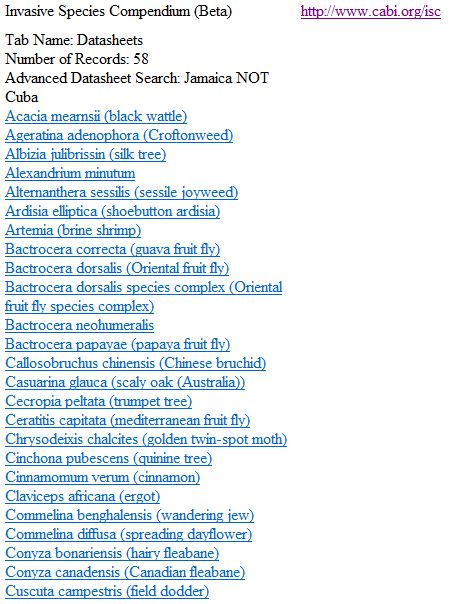 Invasive Species Compendium (Beta) http://www.cabi.org/isc
Tab Name: Datasheets
Number of Records: 58
Advanced Datasheet Search: Jamaica NOT
Cuba
Acacia mearnsii (black wattle)
Ageratina adenophora (Croftonweed)
Albizia julibrissin (silk tree)
Alexandrium minutum
Alternanthera sessilis (sessile joyweed)
Ardisia elliptica (shoebutton ardisia)
Artemia (brine shrimp)
Bactrocera correcta (guava fruit fly)
Bactrocera dorsalis (Oriental fruit fly)
Bactrocera dorsalis species complex (Oriental
fruit fly species complex)
Bactrocera neohumeralis
Bactrocera papayae (papaya fruit fly)
Callosobruchus chinensis (Chinese bruchid)
Casuarina glauca (scaly oak (Australia))
Cecropia peltata (trumpet tree)
Ceratitis capitata (mediterranean fruit fly)
Chrysodeixis chalcites (golden twin-spot moth)
Cinchona pubescens (quinine tree)
Cinnamomum verum (cinnamon)
Claviceps africana (ergot)
Commelina benghalensis (wandering jew)
Commelina diffusa (spreading dayflower)
Conyza bonariensis (hairy fleabane)
Conyza canadensis (Canadian fleabane)
Cuscuta campestris (field dodder)